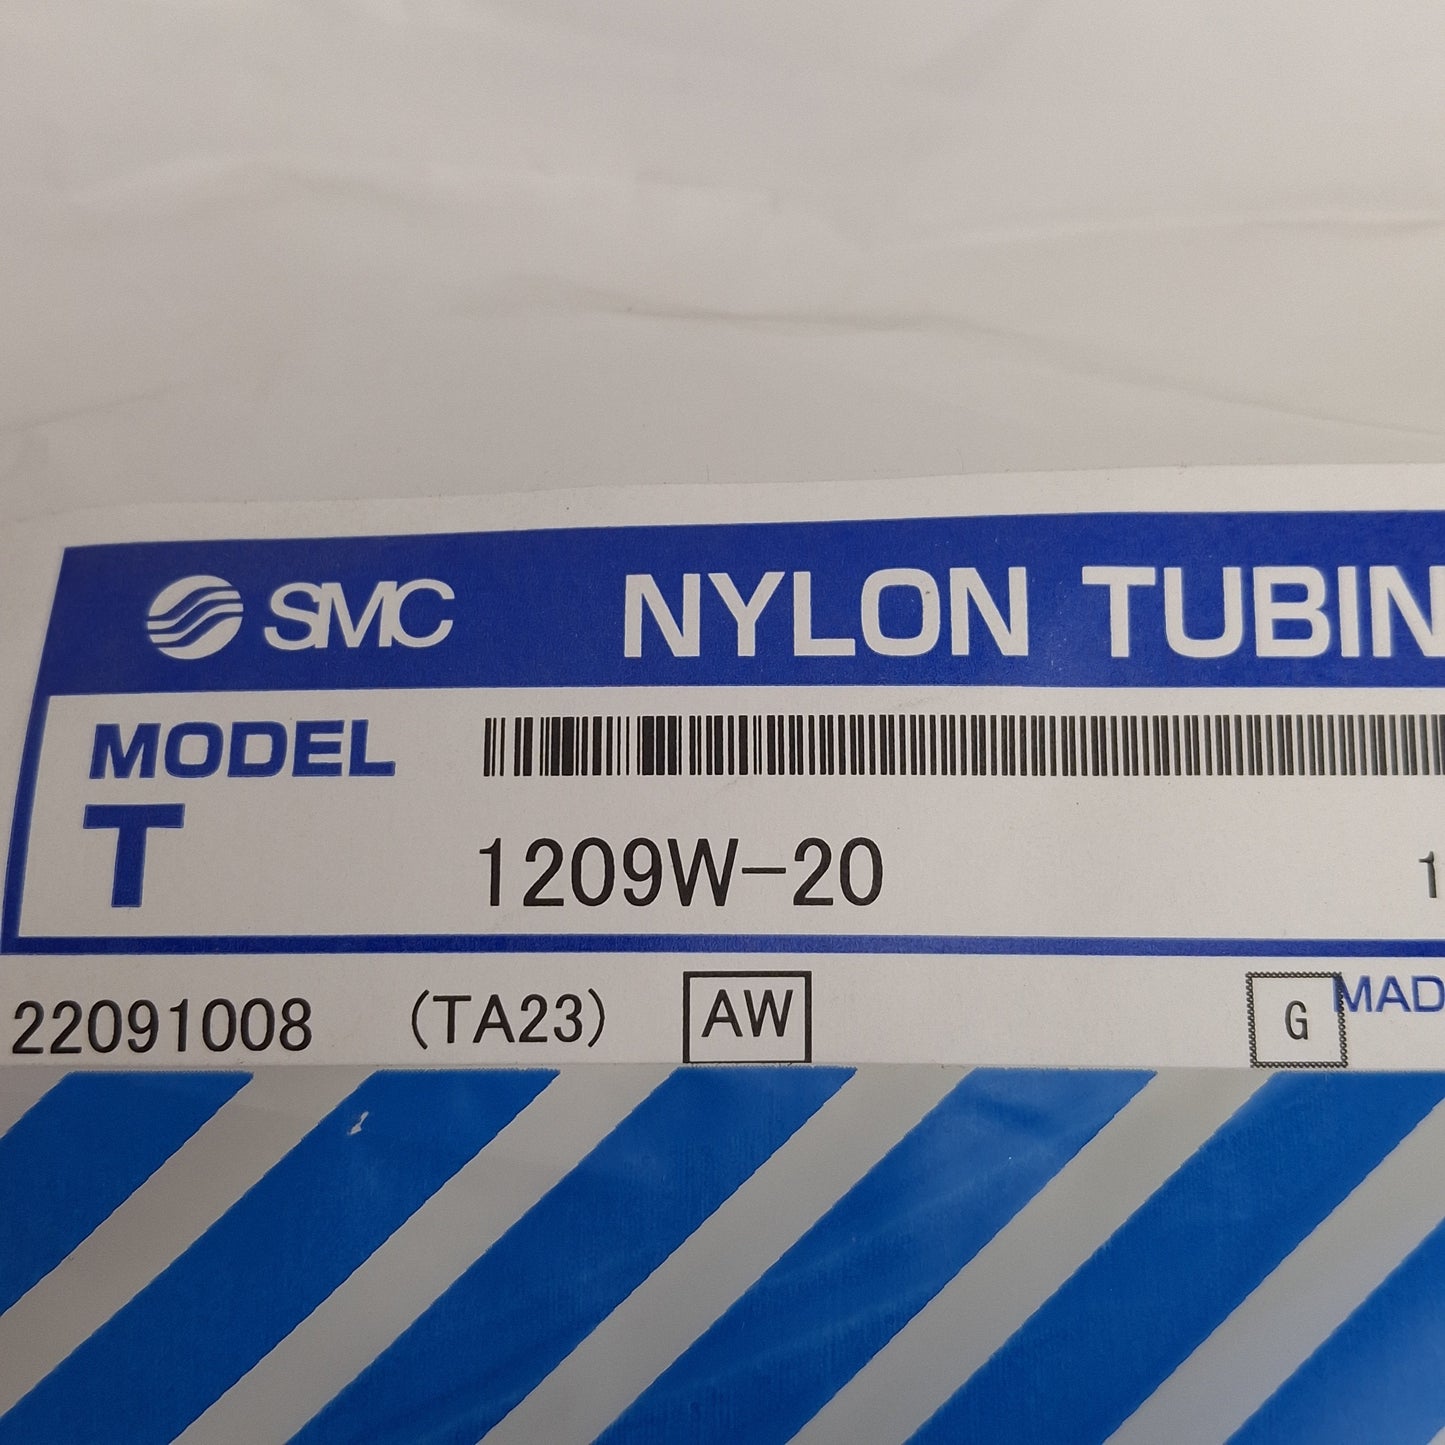 SMC NYLON TUBIN
MODEL
T 1209W-20 1
22091008 (TA23) AW G MAD